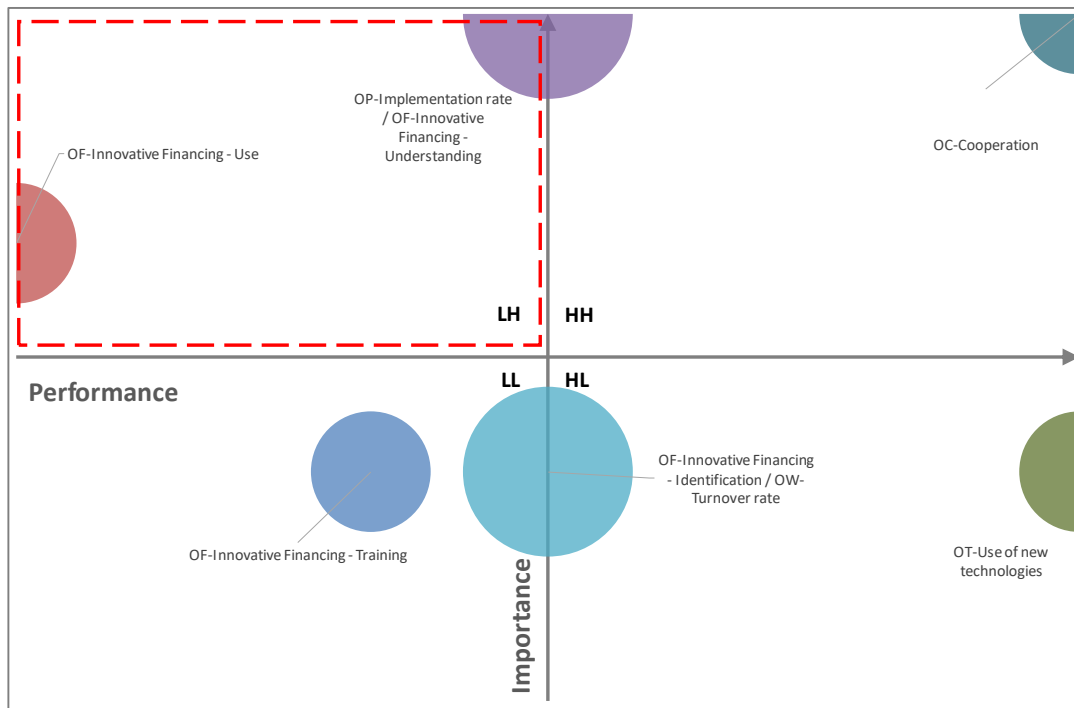 OP-Implementation rate
/ OF-Innovative
Financing -
Understanding
OF-Innovative Financing - Use
OC-Cooperation
LH
HH
Performance
LL
HL
OF-Innovative Financing
- Identification / OW-
Turnover rate
OF-Innovative Financing - Training
OT-Use of new
technologies
Importance